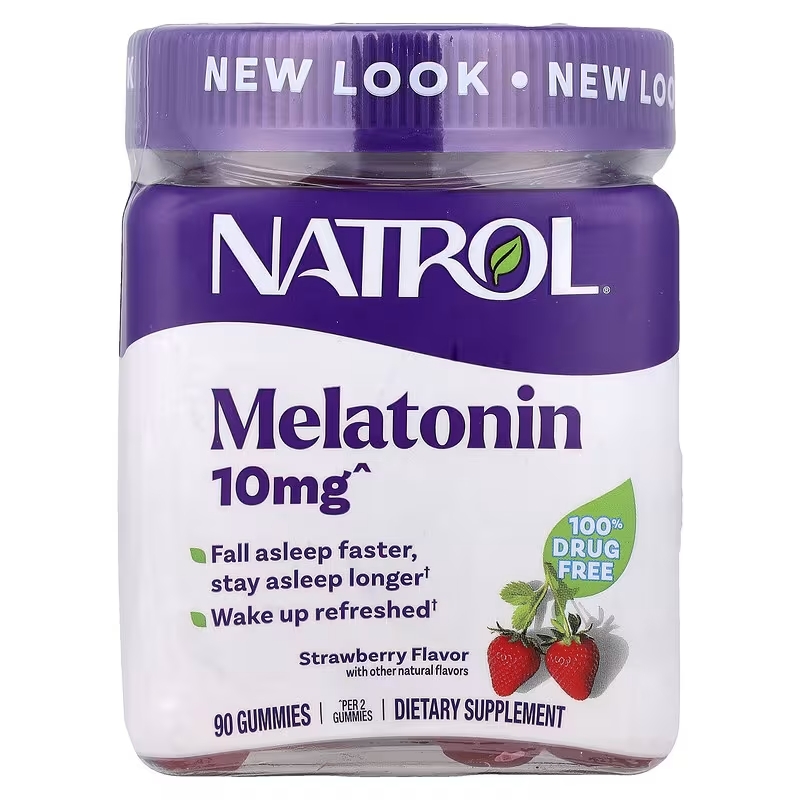 NEW LOOK • NEW LOO
NATROL®
Melatonin
10mg^
100%
DRUG
FREE
Fall asleep faster,
stay asleep longer†
Wake up refreshed†
Strawberry Flavor
with other natural flavors
90 GUMMIES | ^PER 2 GUMMIES | DIETARY SUPPLEMENT